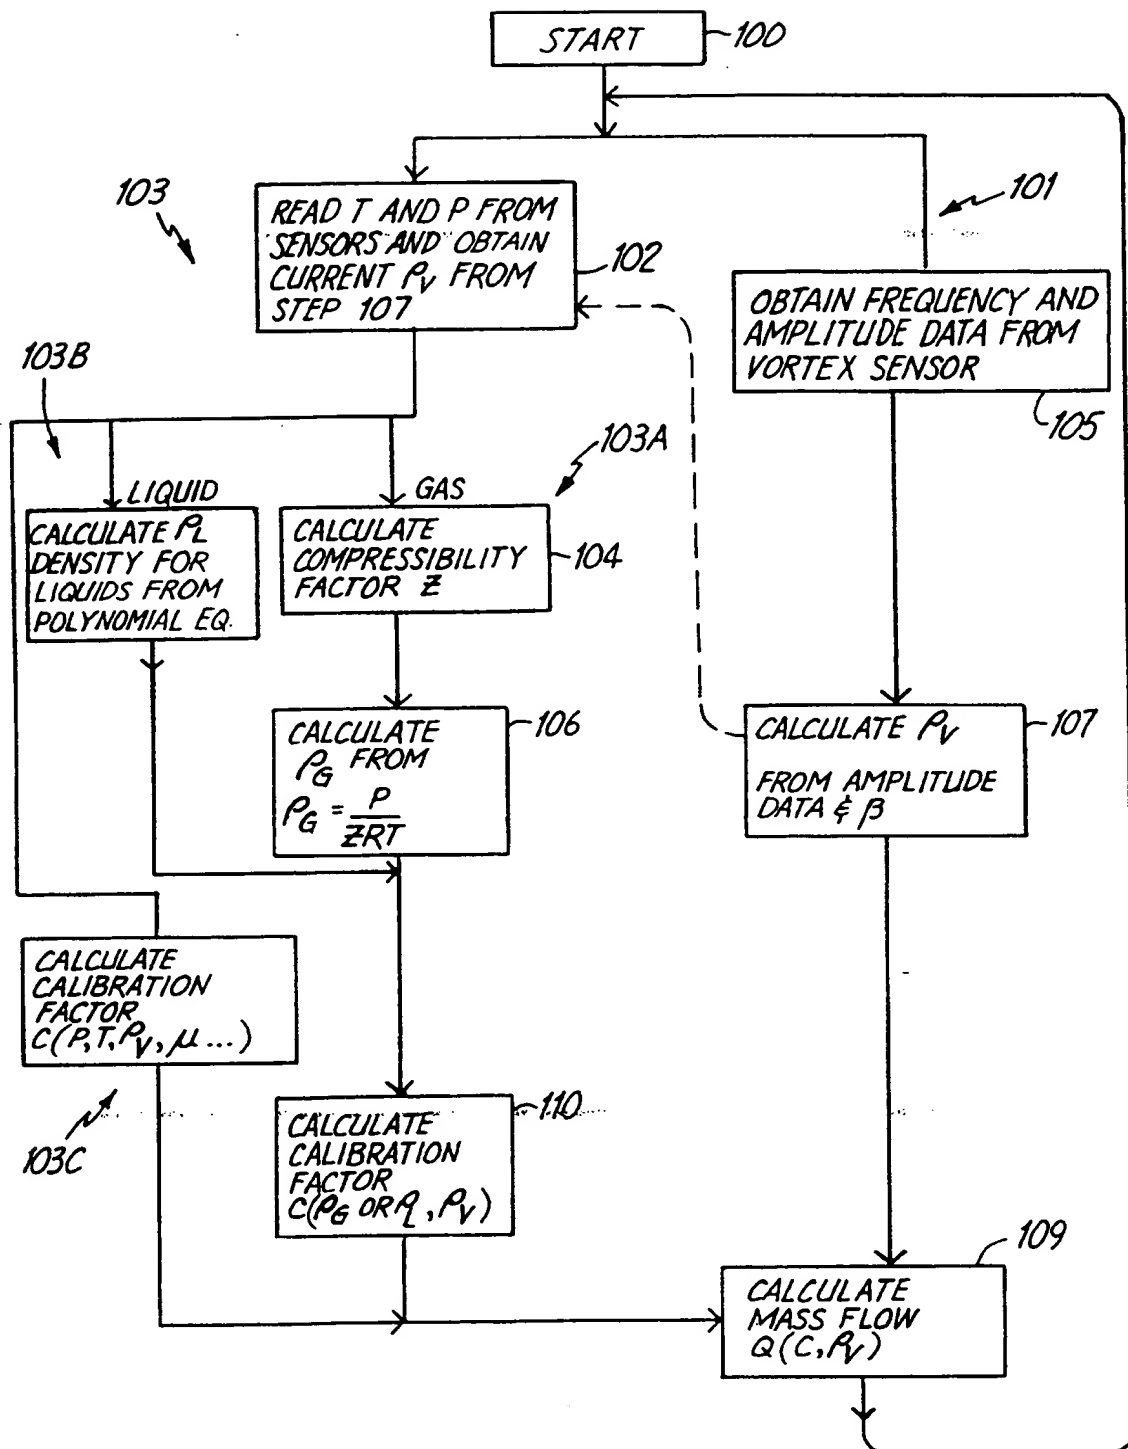 START
100
103
101
READ T AND P FROM
SENSORS AND OBTAIN
CURRENT ρV FROM
STEP 107
102
OBTAIN FREQUENCY AND
AMPLITUDE DATA FROM
VORTEX SENSOR
105
103B
103A
LIQUID
GAS
CALCULATE ρL
DENSITY FOR
LIQUIDS FROM
POLYNOMIAL EQ.
CALCULATE
COMPRESSIBILITY
FACTOR Z
104
CALCULATE
ρG FROM
ρG = P/ZRT
106
CALCULATE ρV
FROM AMPLITUDE
DATA & β
107
CALCULATE
CALIBRATION
FACTOR
C(P,T,ρV,μ...)
103C
CALCULATE
CALIBRATION
FACTOR
C(ρG OR ρL,ρV)
110
CALCULATE
MASS FLOW
Q(C,ρV)
109